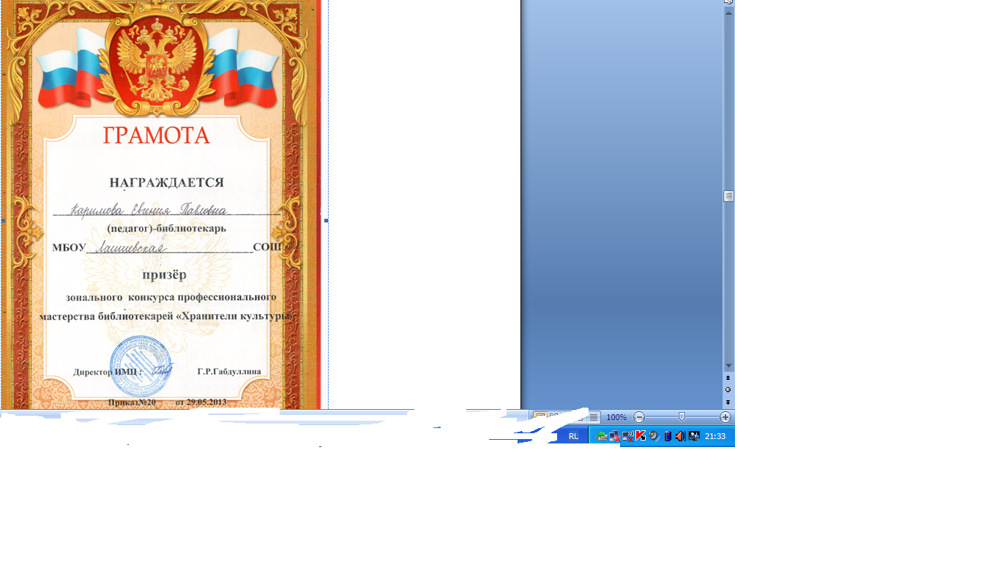 ГРАМОТА
НАГРАЖДАЕТСЯ
Каримова Евгения Павловна
(педагог)-библиотекарь
МБОУ Лаишевская СОШ
призёр
зонального конкурса профессионального
мастерства библиотекарей «Хранители культуры»
Директор ИМЦ : Г.Р.Габдуллина
Приказ№20 от 29.05.2013
100%
RU 21:33